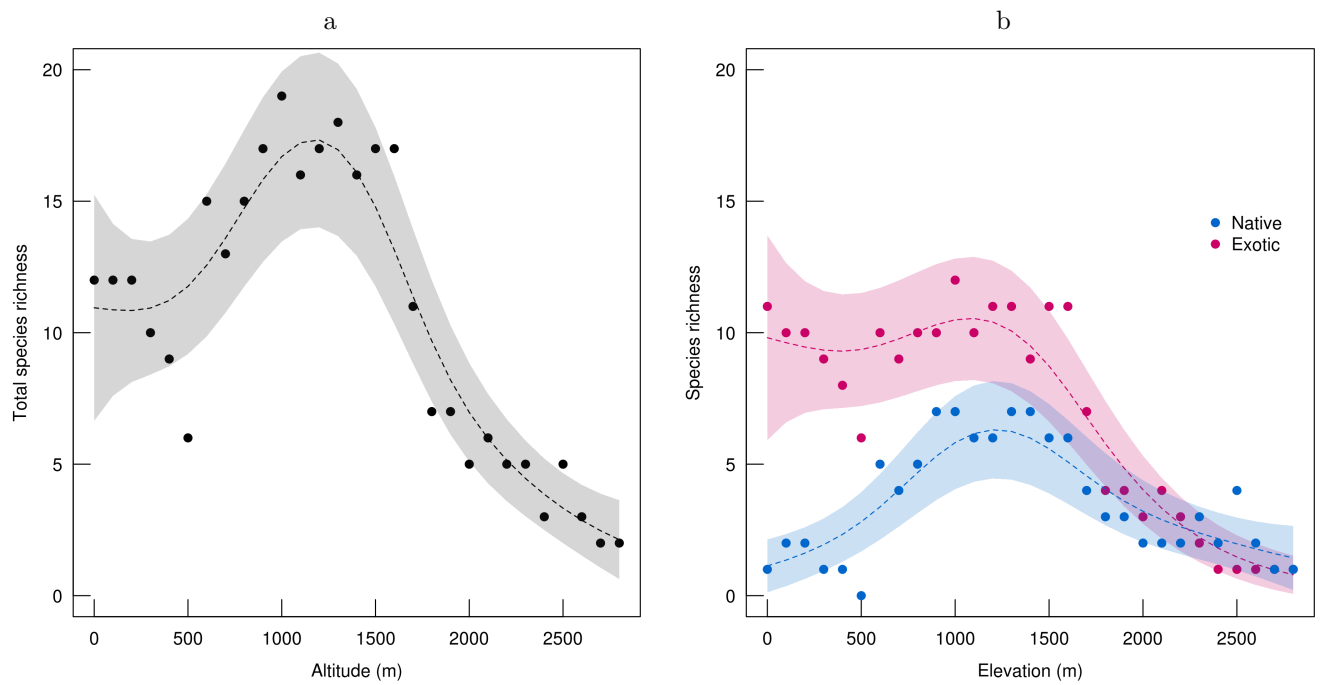 a
20
15
10
5
0
Total species richness
0 500 1000 1500 2000 2500
Altitude (m)
b
20
15
10
5
0
Species richness
Native
Exotic
0 500 1000 1500 2000 2500
Elevation (m)